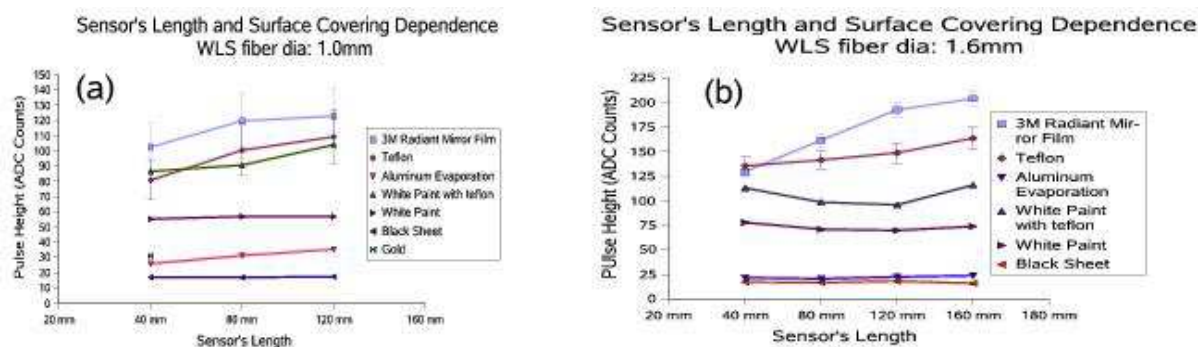 Sensor's Length and Surface Covering Dependence
WLS fiber dia: 1.0mm
(a)
Pulse Height (ADC Counts)
150
140
130
120
110
100
90
80
70
60
50
40
30
20
10
0
20 mm 40 mm 80 mm 120 mm 160 mm
Sensor's Length
3M Radiant Mirror Film
Teflon
Aluminum Evaporation
White Paint with teflon
White Paint
Black Sheet
Gold
Sensor's Length and Surface Covering Dependence
WLS fiber dia: 1.6mm
(b)
PUlse Height (ADC Counts)
225
200
175
150
125
100
75
50
25
0
20 mm 40 mm 80 mm 120 mm 160 mm 180 mm
Sensor's Length
3M Radiant Mir-
ror Film
Teflon
Aluminum
Evaporation
White Paint
with teflon
White Paint
Black Sheet